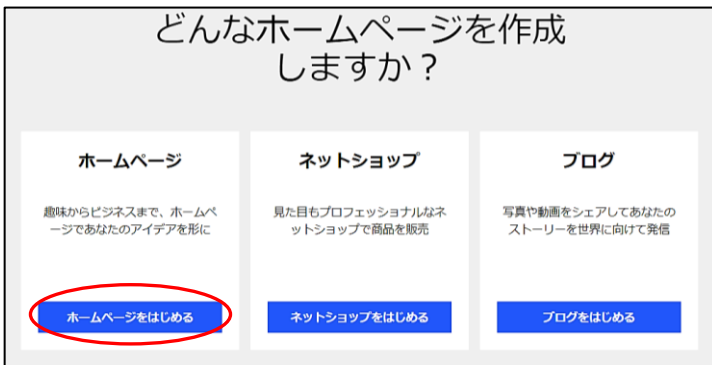 どんなホームページを作成
しますか？
ホームページ
趣味からビジネスまで、ホームペ
ージであなたのアイデアを形に
ホームページをはじめる
ネットショップ
見た目もプロフェッショナルなネ
ットショップで商品を販売
ネットショップをはじめる
ブログ
写真や動画をシェアしてあなたの
ストーリーを世界に向けて発信
ブログをはじめる